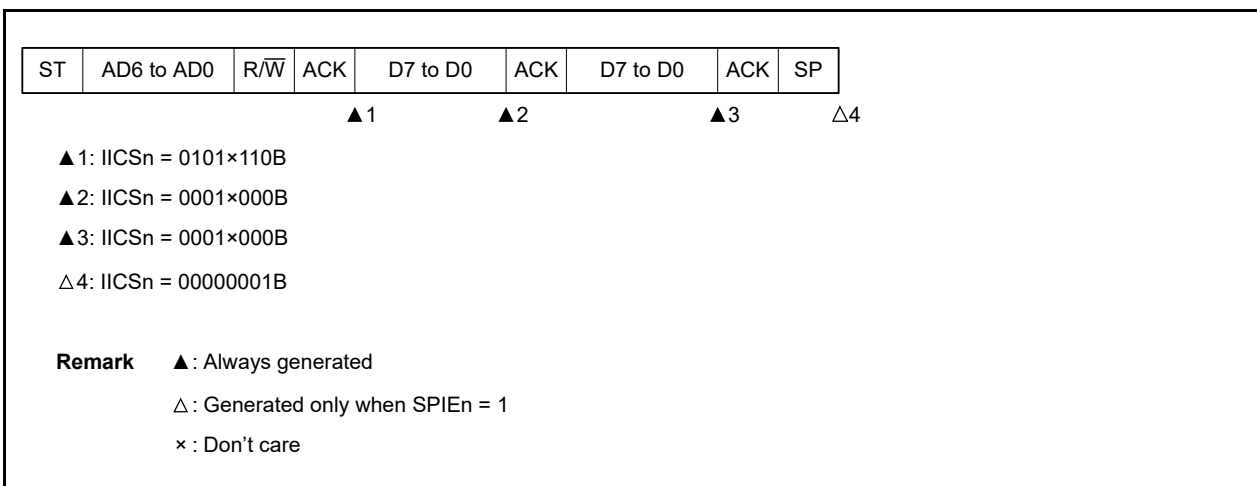 ST AD6 to AD0 R/W̅ ACK D7 to D0 ACK D7 to D0 ACK SP
▲1 ▲2 ▲3 △4
▲1: IICSn = 0101×110B
▲2: IICSn = 0001×000B
▲3: IICSn = 0001×000B
△4: IICSn = 00000001B
Remark ▲: Always generated
△: Generated only when SPIEn = 1
× : Don’t care